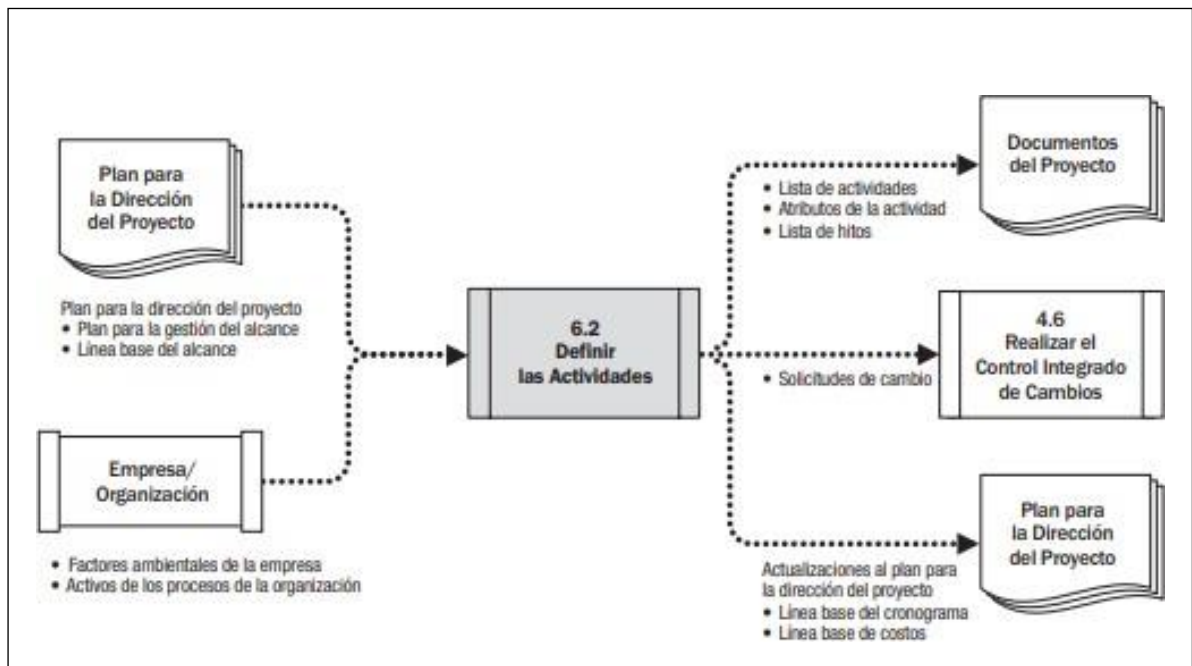 Plan para
la Dirección
del Proyecto
Plan para la dirección del proyecto
• Plan para la gestión del alcance
• Línea base del alcance
Empresa/
Organización
• Factores ambientales de la empresa
• Activos de los procesos de la organización
6.2
Definir
las Actividades
• Lista de actividades
• Atributos de la actividad
• Lista de hitos
Documentos
del Proyecto
• Solicitudes de cambio
4.6
Realizar el
Control Integrado
de Cambios
Actualizaciones al plan para
la dirección del proyecto
• Línea base del cronograma
• Línea base de costos
Plan para
la Dirección
del Proyecto